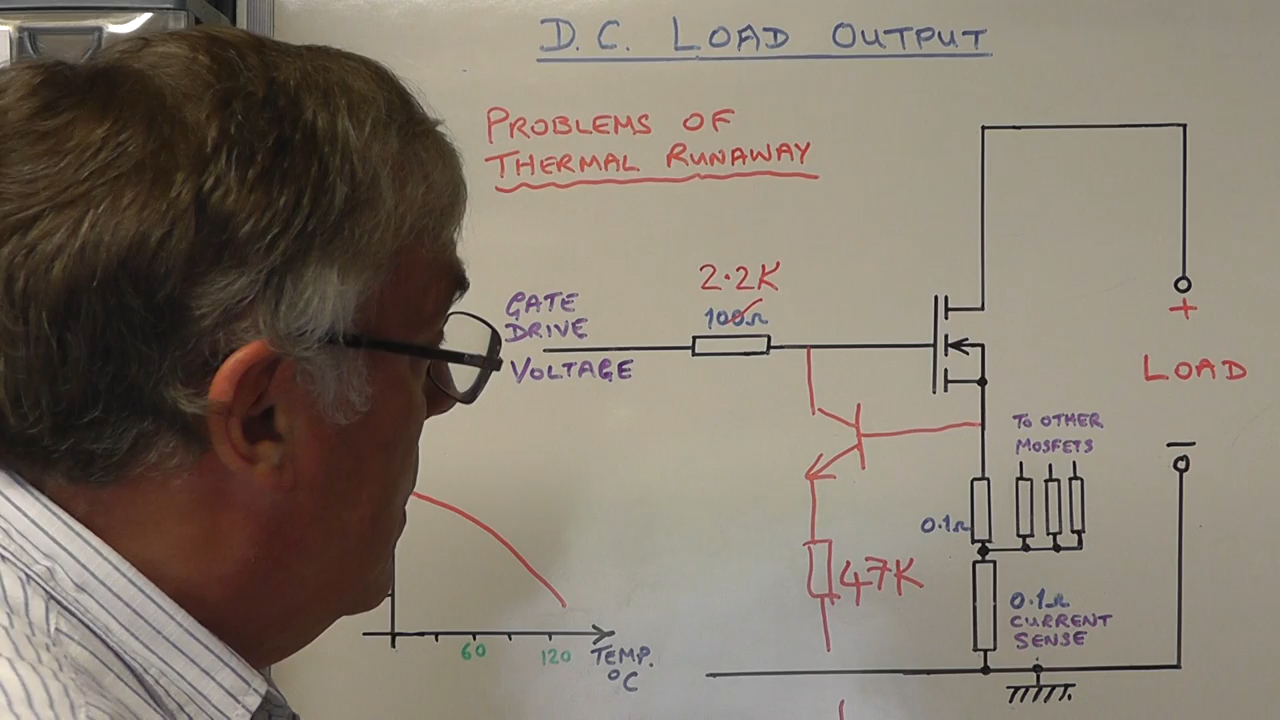 D.C. LOAD OUTPUT
PROBLEMS OF
THERMAL RUNAWAY
2.2K
100Ω
GATE
DRIVE
VOLTAGE
+
LOAD
−
TO OTHER
MOSFETS
0.1Ω
47K
0.1Ω
CURRENT
SENSE
60
120
TEMP.
°C